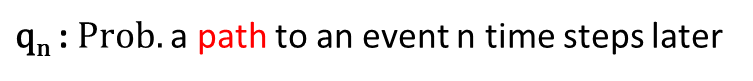 qₙ : Prob. a path to an event n time steps later